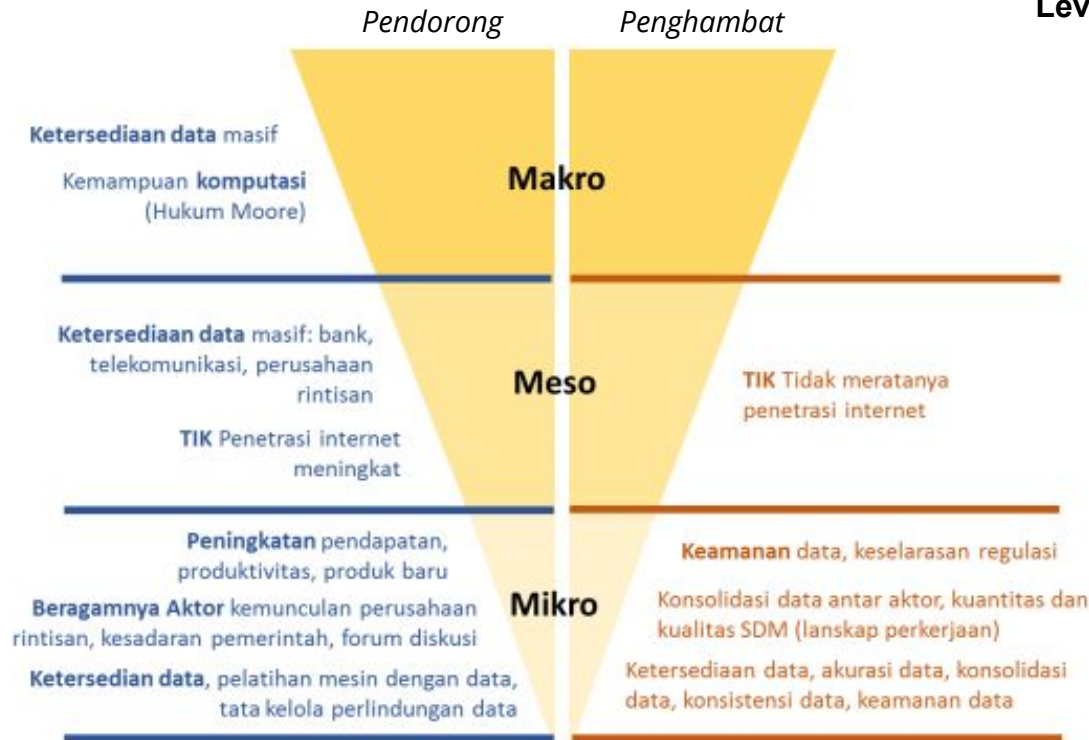 Pendorong
Penghambat
Lev
Ketersediaan data masif
Kemampuan komputasi
(Hukum Moore)
Makro
Ketersediaan data masif: bank,
telekomunikasi, perusahaan
rintisan
TIK Penetrasi internet
meningkat
Meso
TIK Tidak meratanya
penetrasi internet
Peningkatan pendapatan,
produktivitas, produk baru
Beragamnya Aktor kemunculan perusahaan
rintisan, kesadaran pemerintah, forum diskusi
Ketersedian data, pelatihan mesin dengan data,
tata kelola perlindungan data
Mikro
Keamanan data, keselarasan regulasi
Konsolidasi data antar aktor, kuantitas dan
kualitas SDM (lanskap perkerjaan)
Ketersediaan data, akurasi data, konsolidasi
data, konsistensi data, keamanan data